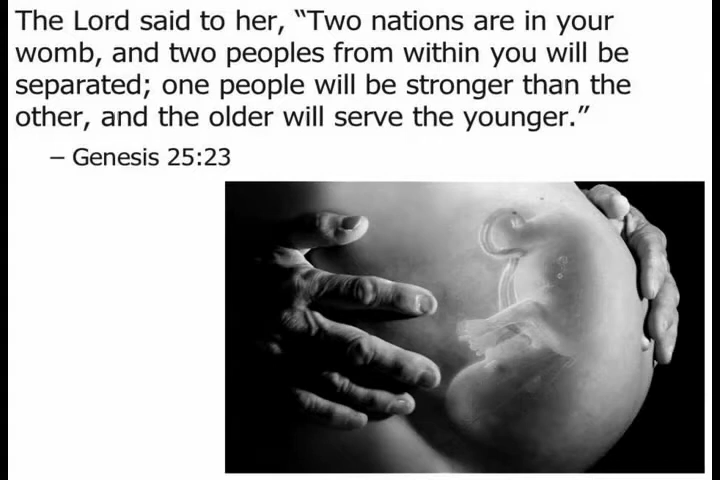 The Lord said to her, “Two nations are in your
womb, and two peoples from within you will be
separated; one people will be stronger than the
other, and the older will serve the younger.”
– Genesis 25:23